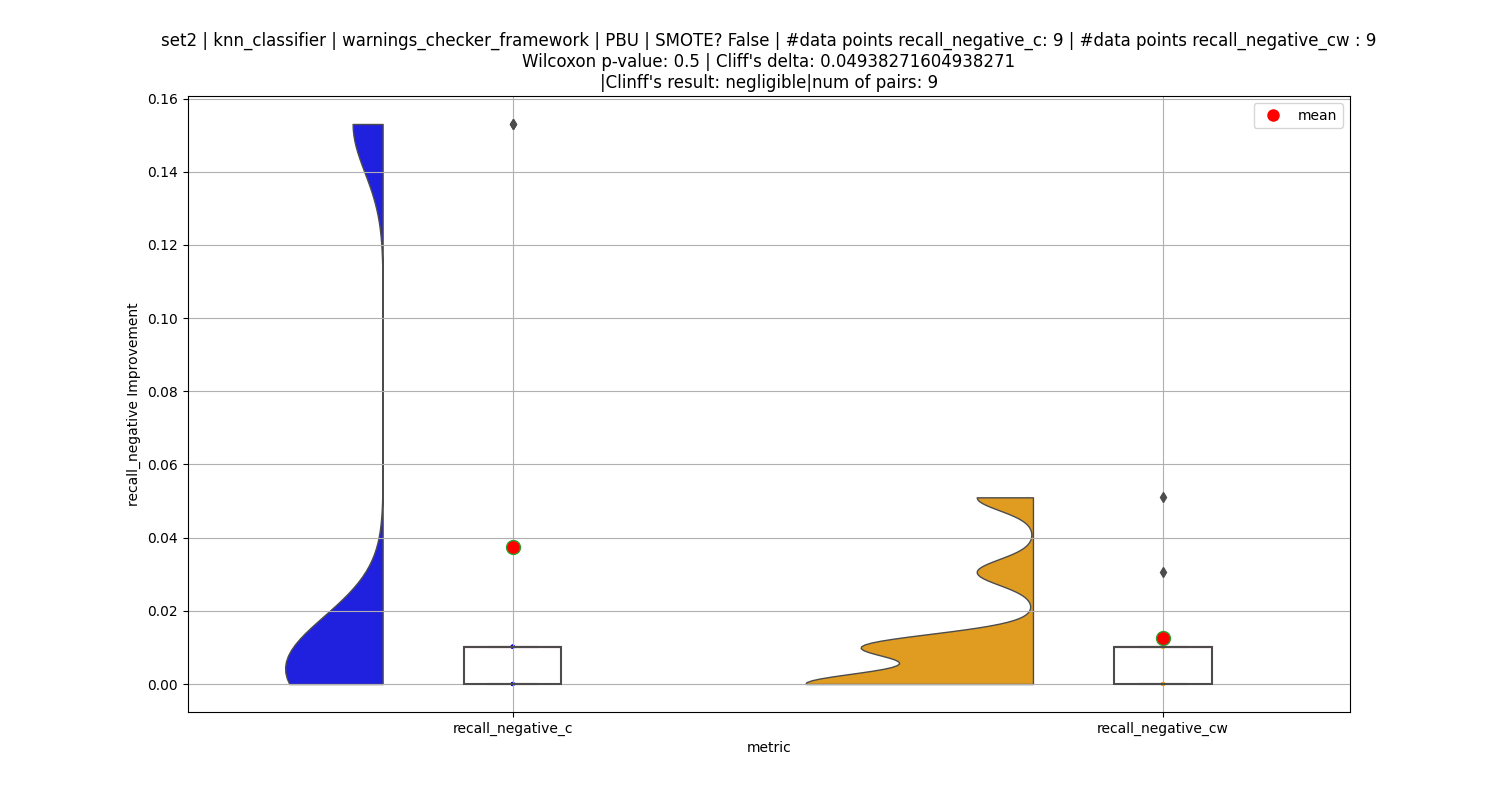 set2 | knn_classifier | warnings_checker_framework | PBU | SMOTE? False | #data points recall_negative_c: 9 | #data points recall_negative_cw : 9
Wilcoxon p-value: 0.5 | Cliff's delta: 0.04938271604938271
|Clinff's result: negligible|num of pairs: 9
mean
0.16
0.14
0.12
0.10
0.08
0.06
0.04
0.02
0.00
recall_negative Improvement
recall_negative_c
recall_negative_cw
metric